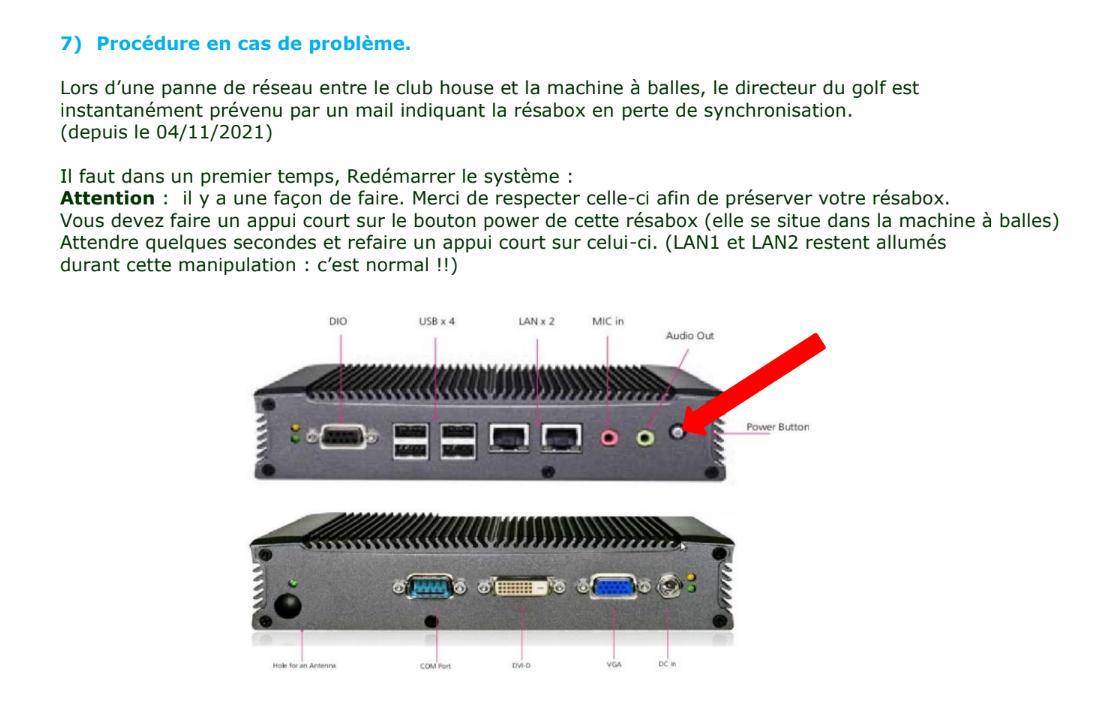 7) Procédure en cas de problème.
Lors d’une panne de réseau entre le club house et la machine à balles, le directeur du golf est
instantanément prévenu par un mail indiquant la résabox en perte de synchronisation.
(depuis le 04/11/2021)
Il faut dans un premier temps, Redémarrer le système :
Attention : il y a une façon de faire. Merci de respecter celle-ci afin de préserver votre résabox.
Vous devez faire un appui court sur le bouton power de cette résabox (elle se situe dans la machine à balles)
Attendre quelques secondes et refaire un appui court sur celui-ci. (LAN1 et LAN2 restent allumés
durant cette manipulation : c’est normal !!)
DIO
USB x 4
LAN x 2
MIC in
Audio Out
Power Button
Hole for an Antenna
COM Port
DVI-D
VGA
DC In